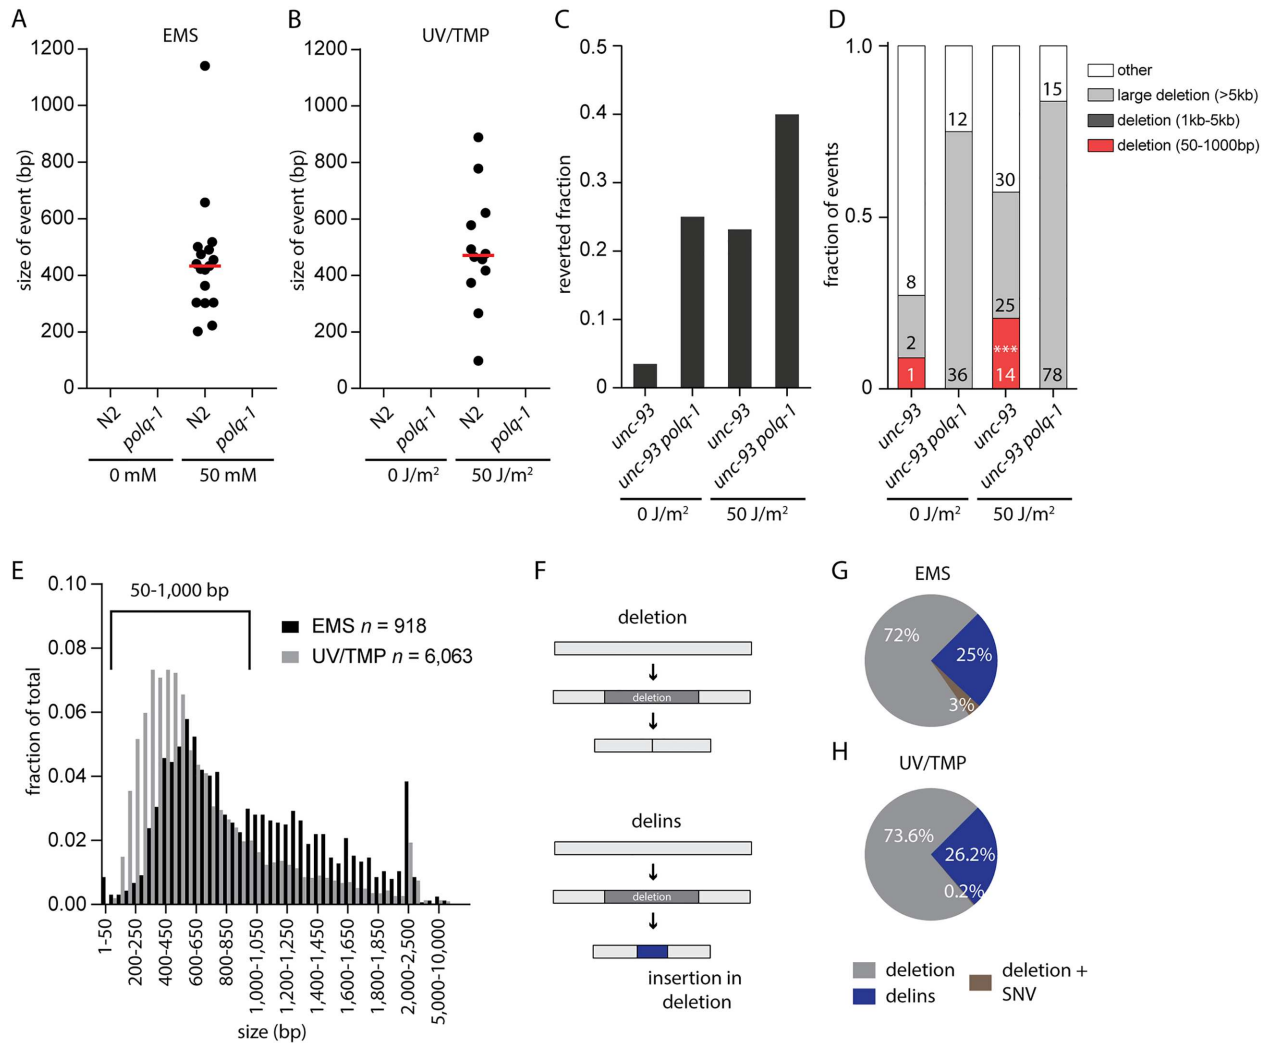 A
EMS
size of event (bp)
1200
1000
800
600
400
200
0
N2
polq-1
N2
polq-1
0 mM
50 mM
B
UV/TMP
size of event (bp)
1200
1000
800
600
400
200
0
N2
polq-1
N2
polq-1
0 J/m²
50 J/m²
C
reverted fraction
0.5
0.4
0.3
0.2
0.1
0
unc-93
unc-93 polq-1
unc-93
unc-93 polq-1
0 J/m²
50 J/m²
D
fraction of events
1.0
0.5
0
8
2
1
12
36
30
25
***
14
15
78
unc-93
unc-93 polq-1
unc-93
unc-93 polq-1
0 J/m²
50 J/m²
other
large deletion (>5kb)
deletion (1kb-5kb)
deletion (50-1000bp)
E
fraction of total
0.10
0.08
0.06
0.04
0.02
0.00
50-1,000 bp
EMS n = 918
UV/TMP n = 6,063
1-50
200-250
400-450
600-650
800-850
1,000-1,050
1,200-1,250
1,400-1,450
1,600-1,650
1,800-1,850
2,000-2,500
5,000-10,000
size (bp)
F
deletion
deletion
delins
deletion
insertion in
deletion
G
EMS
72%
25%
3%
H
UV/TMP
73.6%
26.2%
0.2%
deletion
delins
deletion +
SNV